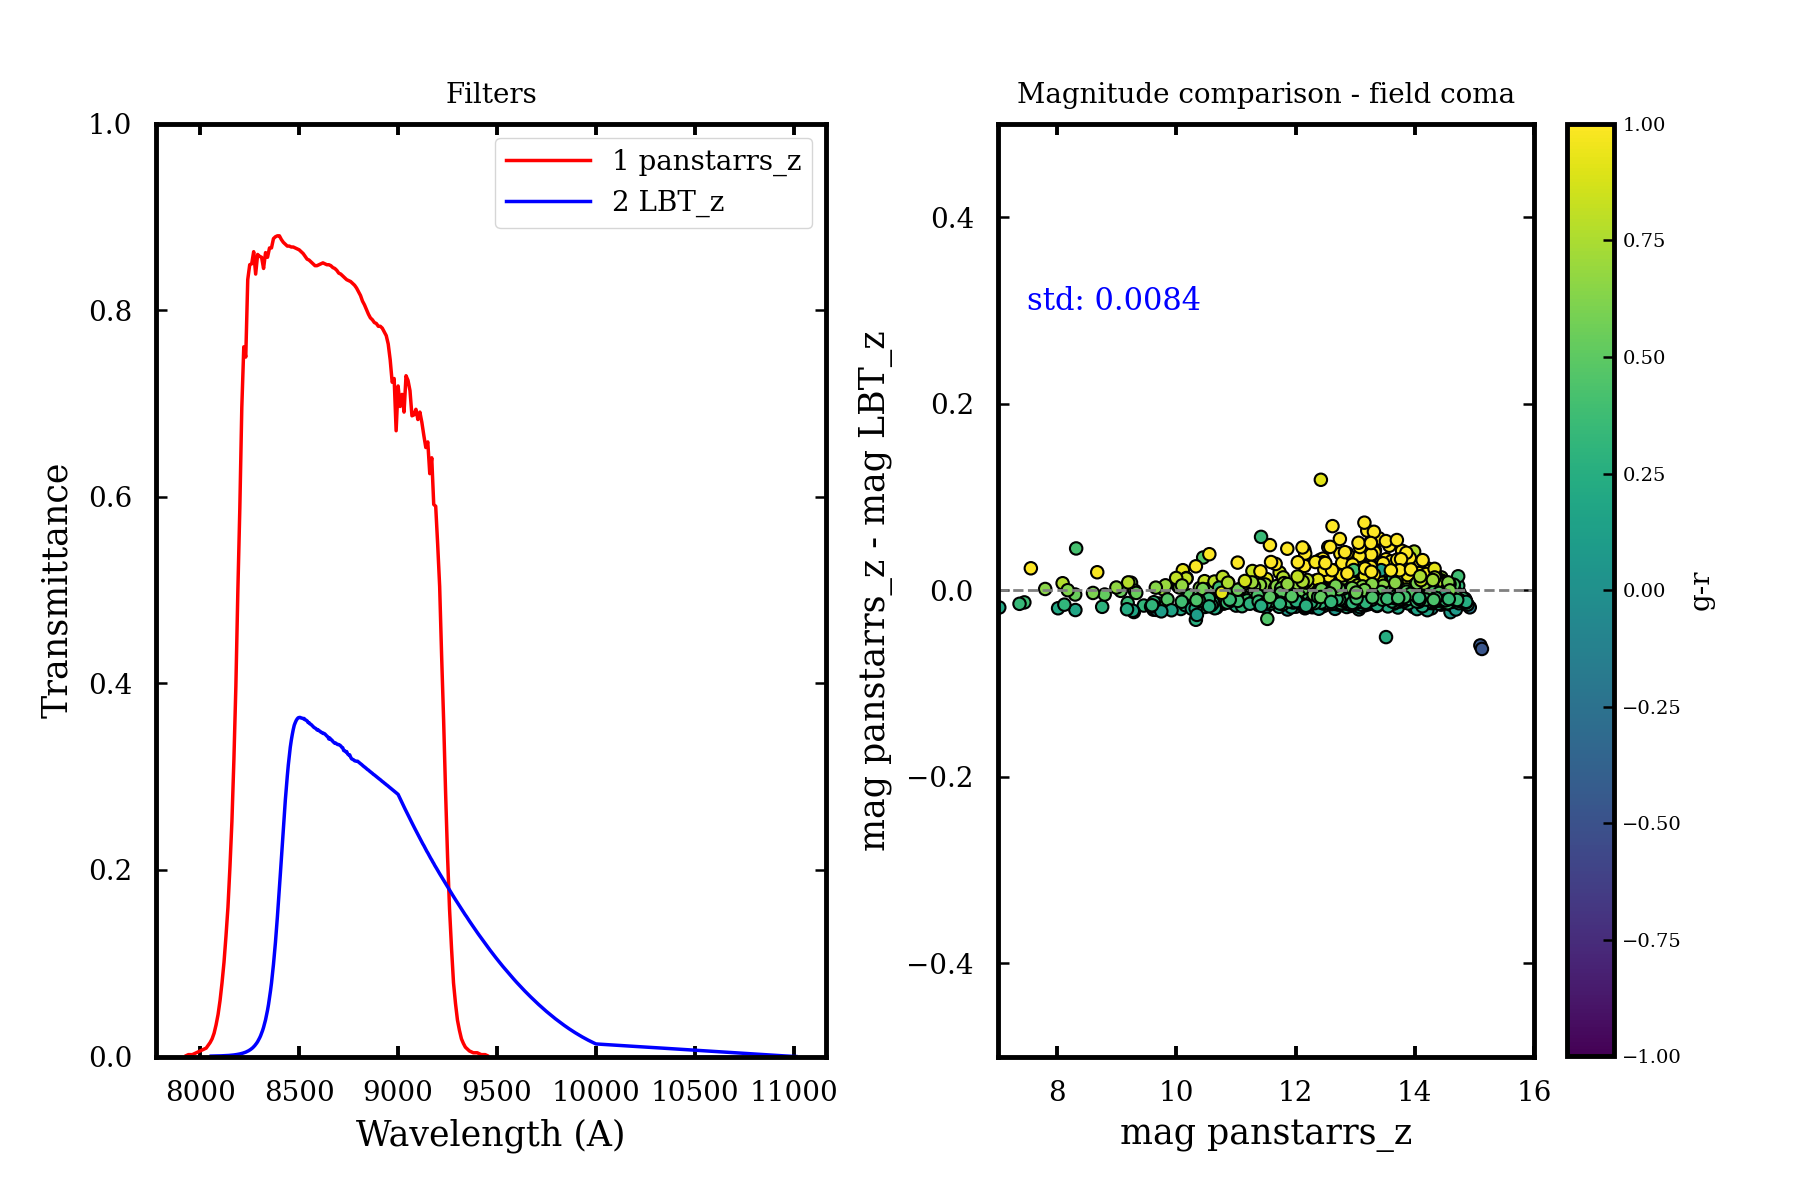 Filters
1.0
0.8
0.6
0.4
0.2
0.0
Transmittance
1 panstarrs_z
2 LBT_z
8000 8500 9000 9500 10000 10500 11000
Wavelength (A)
Magnitude comparison - field coma
0.4
0.2
0.0
−0.2
−0.4
mag panstarrs_z - mag LBT_z
std: 0.0084
8 10 12 14 16
mag panstarrs_z
1.00
0.75
0.50
0.25
0.00
−0.25
−0.50
−0.75
−1.00
g-r